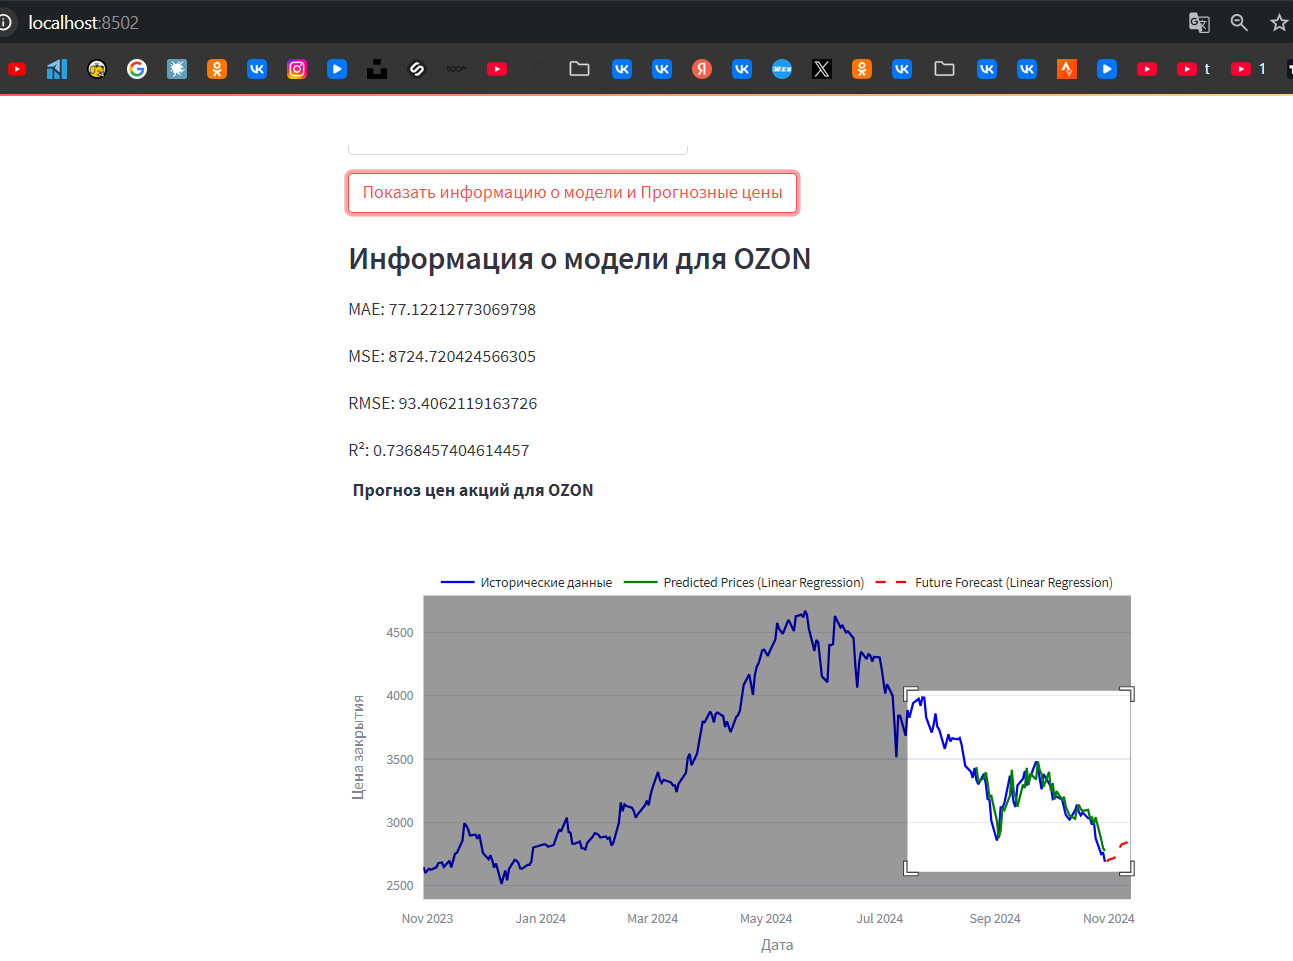 localhost:8502
t
1
Показать информацию о модели и Прогнозные цены
Информация о модели для OZON
MAE: 77.12212773069798
MSE: 8724.720424566305
RMSE: 93.4062119163726
R²: 0.7368457404614457
Прогноз цен акций для OZON
Исторические данные
Predicted Prices (Linear Regression)
Future Forecast (Linear Regression)
Цена закрытия
4500
4000
3500
3000
2500
Nov 2023
Jan 2024
Mar 2024
May 2024
Jul 2024
Sep 2024
Nov 2024
Дата